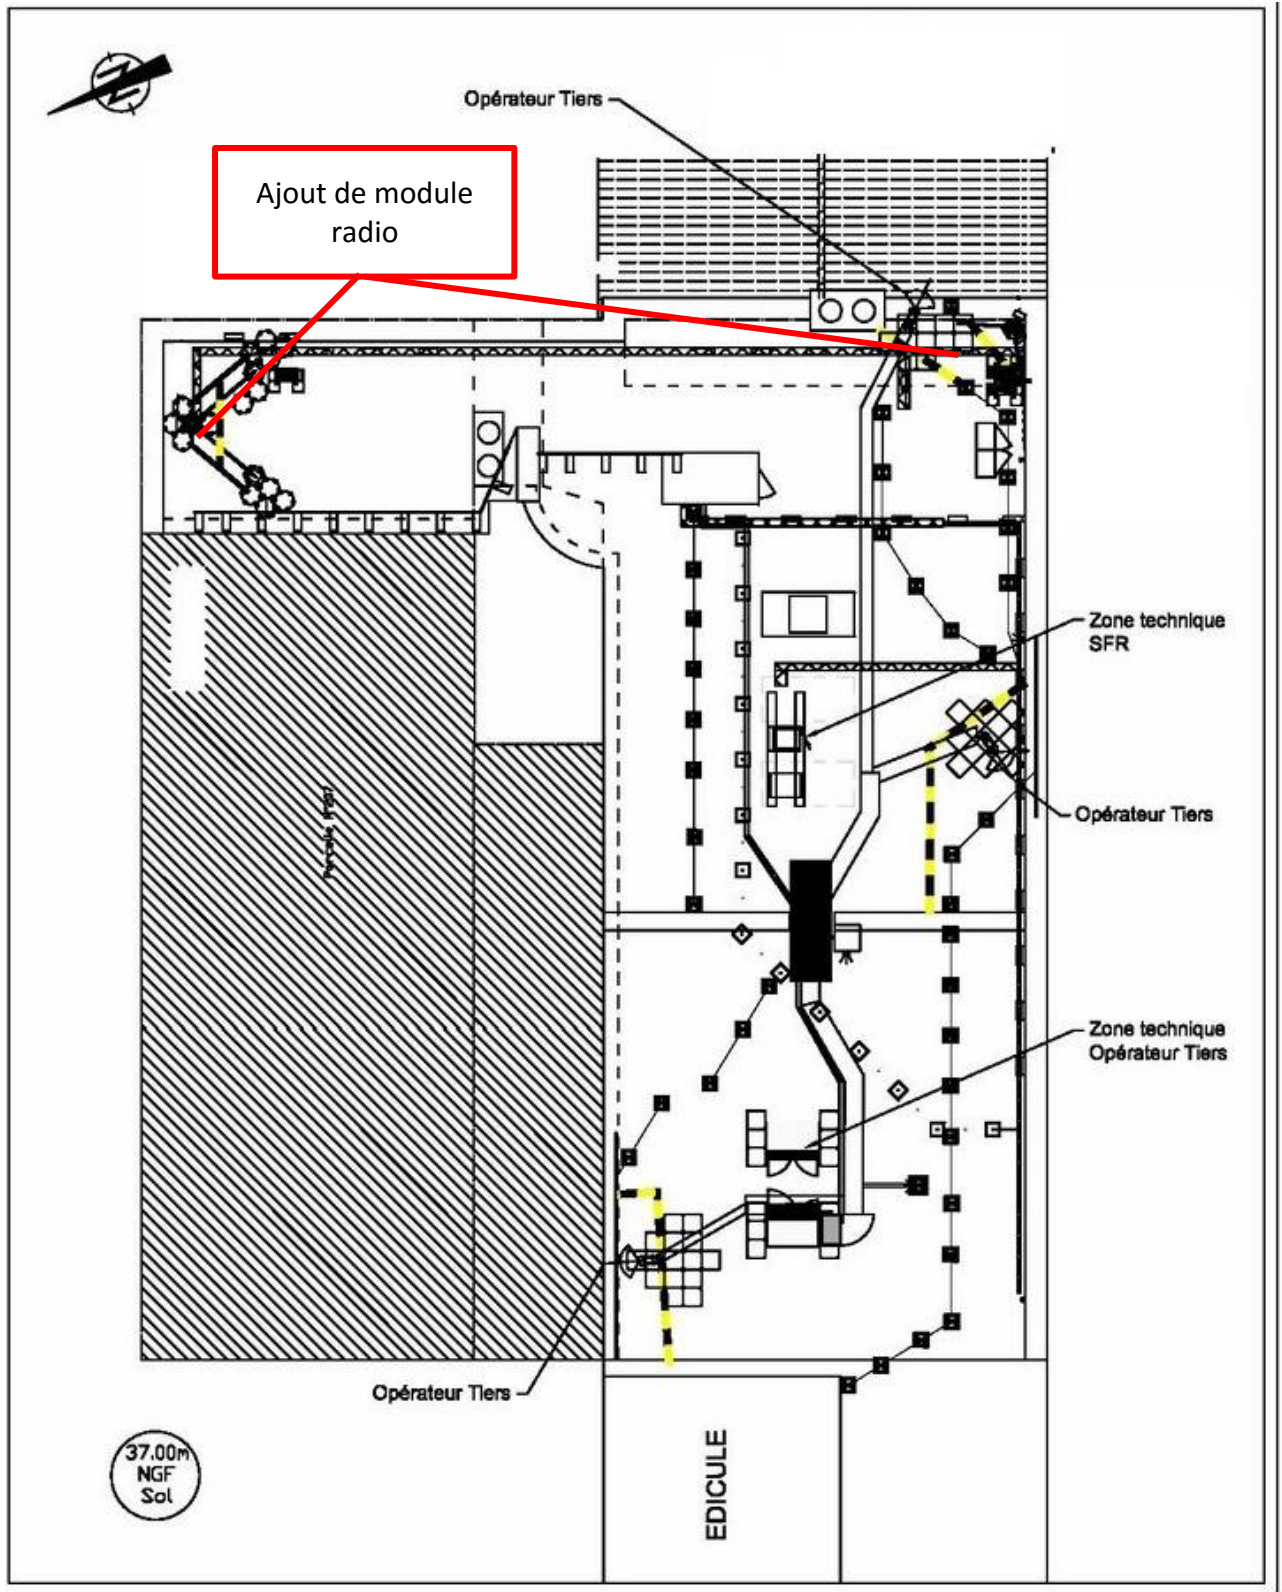 Opérateur Tiers
Ajout de module
radio
Zone technique
SFR
Opérateur Tiers
Zone technique
Opérateur Tiers
Opérateur Tiers
37.00m
NGF
Sol
EDICULE